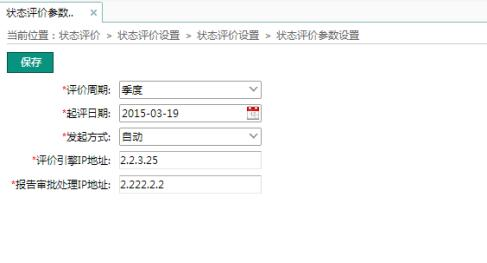 状态评价参数.. ×
当前位置：状态评价 > 状态评价设置 > 状态评价设置 > 状态评价参数设置
保存
*评价周期: 季度
*起评日期: 2015-03-19
*发起方式: 自动
*评价引擎IP地址: 2.2.3.25
*报告审批处理IP地址: 2.222.2.2